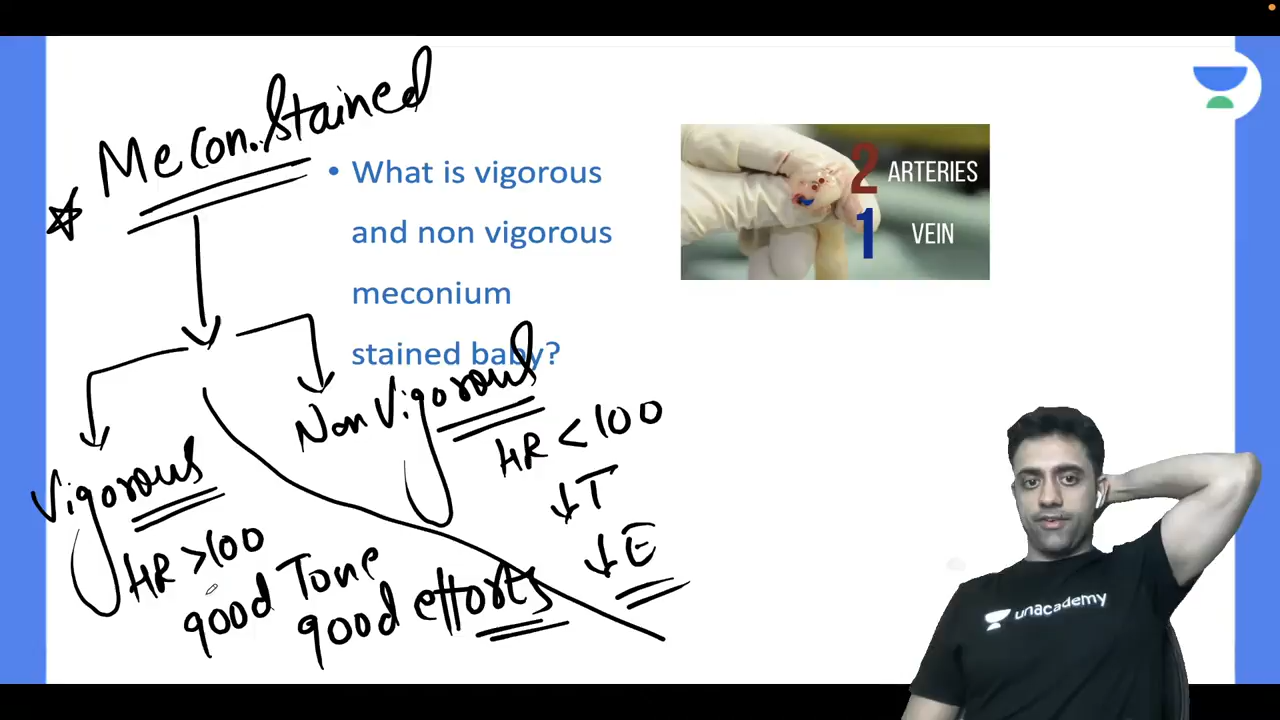 Mecon. Stained
• What is vigorous
and non vigorous
meconium
stained baby?
2 ARTERIES
1 VEIN
Vigorous
HR >100
good Tone
good efforts
Non Vigorous
HR < 100
↓T
↓E
unacademy